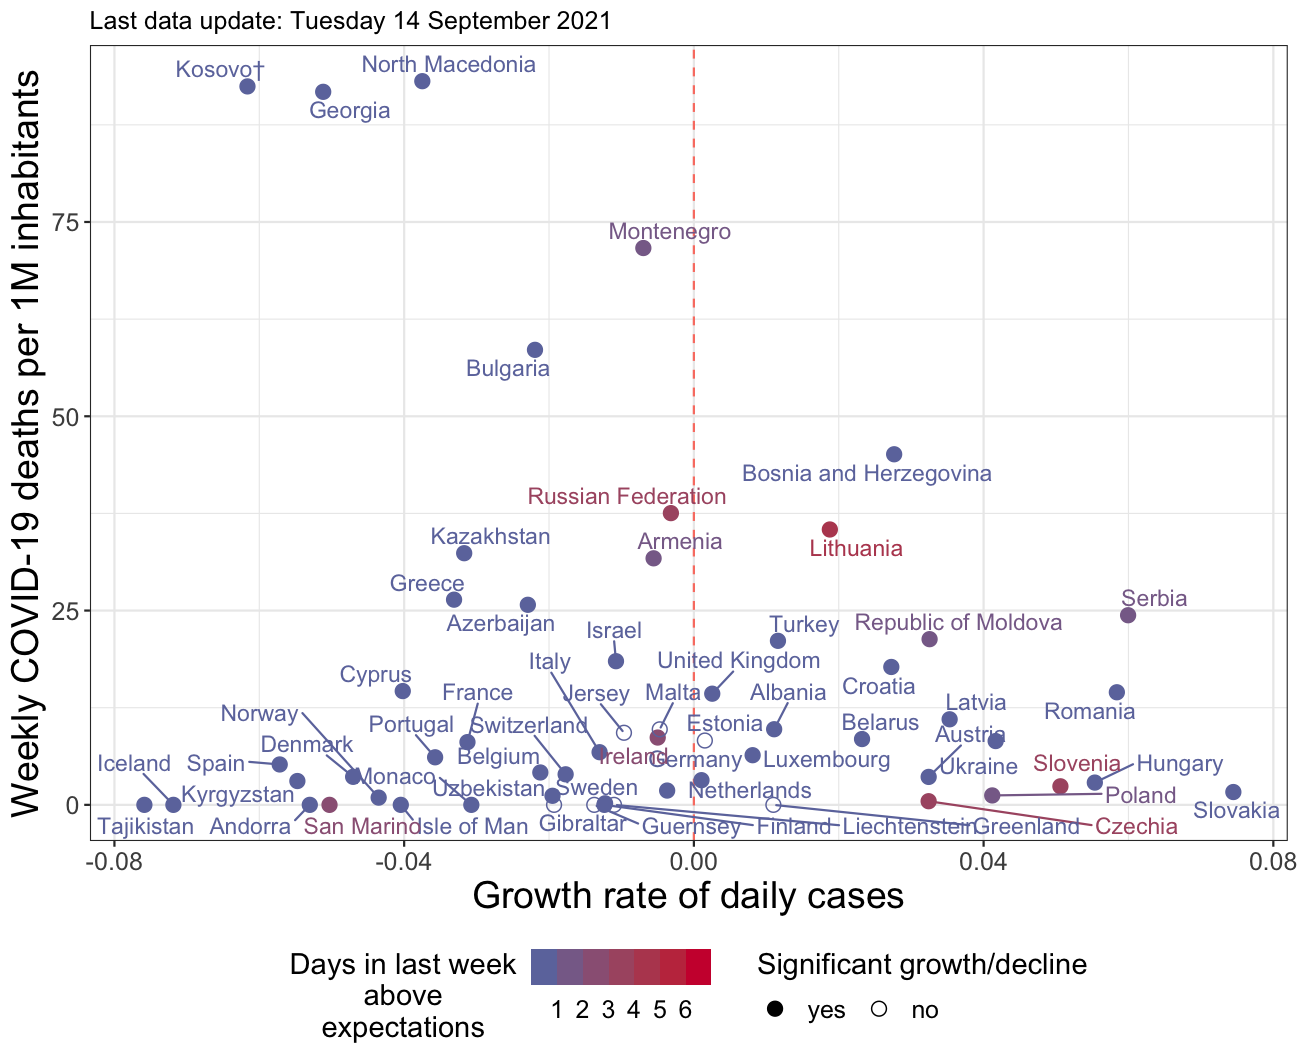 Last data update: Tuesday 14 September 2021
Weekly COVID-19 deaths per 1M inhabitants
Kosovo†
North Macedonia
Georgia
75
Montenegro
Bulgaria
50
Bosnia and Herzegovina
Russian Federation
Kazakhstan
Armenia
Lithuania
Greece
25
Serbia
Azerbaijan
Israel
Turkey
Republic of Moldova
Italy
United Kingdom
Cyprus
France
Jersey
Malta
Albania
Croatia
Latvia
Norway
Portugal
Switzerland
Estonia
Belarus
Romania
Denmark
Austria
Iceland
Spain
Belgium
Ireland
Germany
Luxembourg
Ukraine
Slovenia
Hungary
Monaco
Kyrgyzstan
Uzbekistan
Sweden
Netherlands
Poland
0
Slovakia
Tajikistan
Andorra
San Marino
Isle of Man
Gibraltar
Guernsey
Finland
Liechtenstein
Greenland
Czechia
-0.08
-0.04
0.00
0.04
0.08
Growth rate of daily cases
Days in last week
above
expectations
1 2 3 4 5 6
Significant growth/decline
yes no